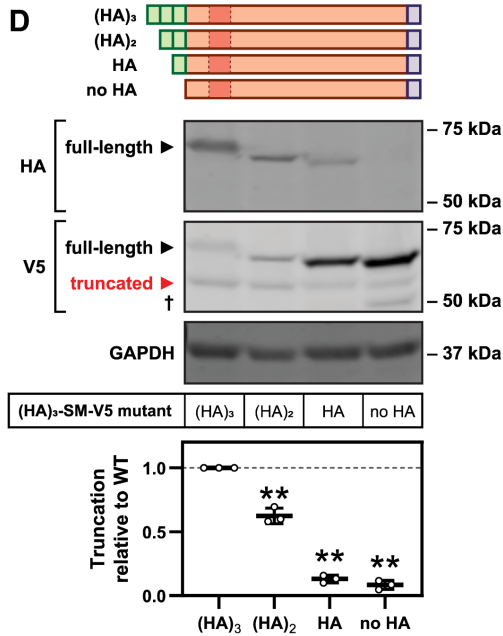 D
(HA)₃
(HA)₂
HA
no HA
HA
full-length ►
– 75 kDa
– 50 kDa
V5
full-length ►
truncated ►
†
– 75 kDa
– 50 kDa
GAPDH
– 37 kDa
(HA)₃-SM-V5 mutant (HA)₃ (HA)₂ HA no HA
Truncation
relative to WT
1.0
0.5
0.0
**
**
**
(HA)₃ (HA)₂ HA no HA